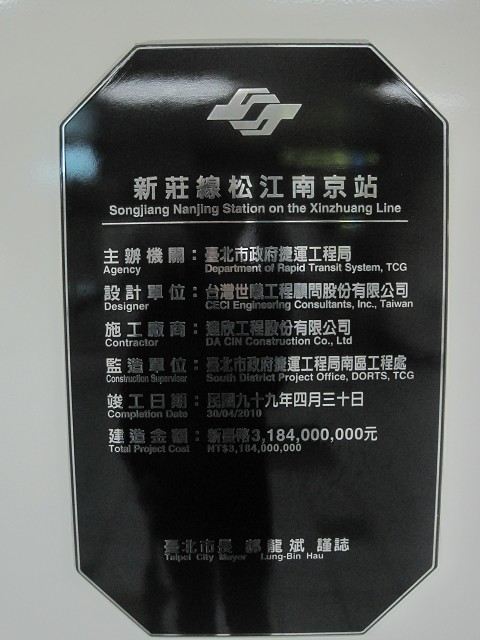 新莊線松江南京站
Songjiang Nanjing Station on the Xinzhuang Line
主辦機關：臺北市政府捷運工程局
Agency Department of Rapid Transit System, TCG
設計單位：台灣世曦工程顧問股份有限公司
Designer CECI Engineering Consultants, Inc., Taiwan
施工廠商：達欣工程股份有限公司
Contractor DA CIN Construction Co., Ltd
監造單位：臺北市政府捷運工程局南區工程處
Construction Supervisor South District Project Office, DORTS, TCG
竣工日期：民國九十九年四月三十日
Completion Date 30/04/2010
建造金額：新臺幣3,184,000,000元
Total Project Cost NT$3,184,000,000
臺北市長 郝龍斌 謹誌
Taipei City Mayor Lung-Bin Hau